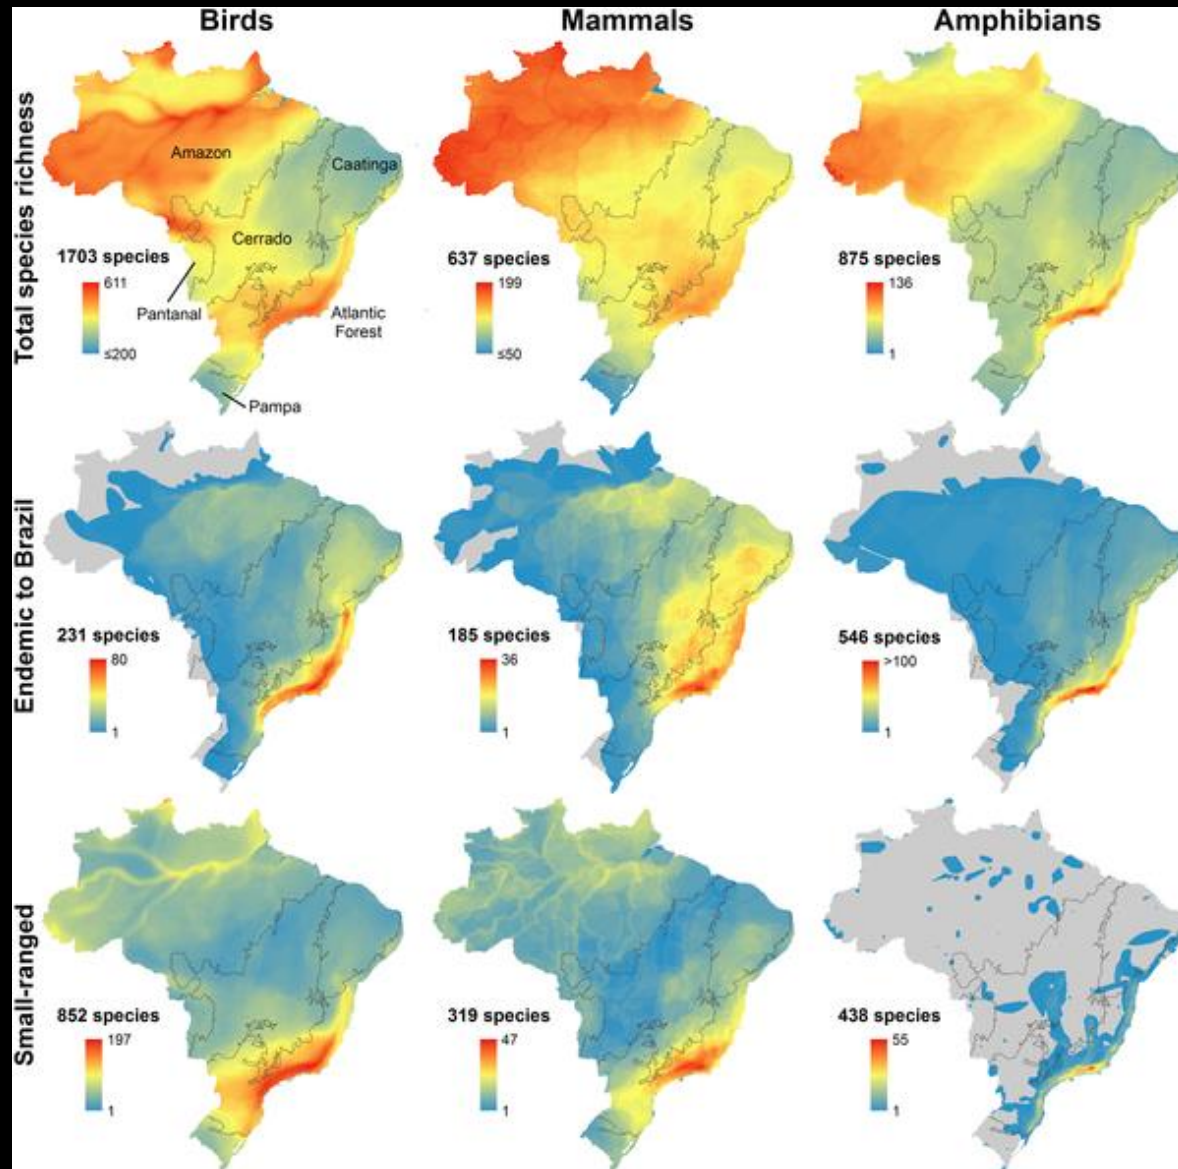 Birds
Mammals
Amphibians
Total species richness
Amazon
Caatinga
Cerrado
1703 species
611
≤200
Pantanal
Atlantic
Forest
Pampa
637 species
199
≤50
875 species
136
1
Endemic to Brazil
231 species
80
1
185 species
36
1
546 species
>100
1
Small-ranged
852 species
197
1
319 species
47
1
438 species
55
1